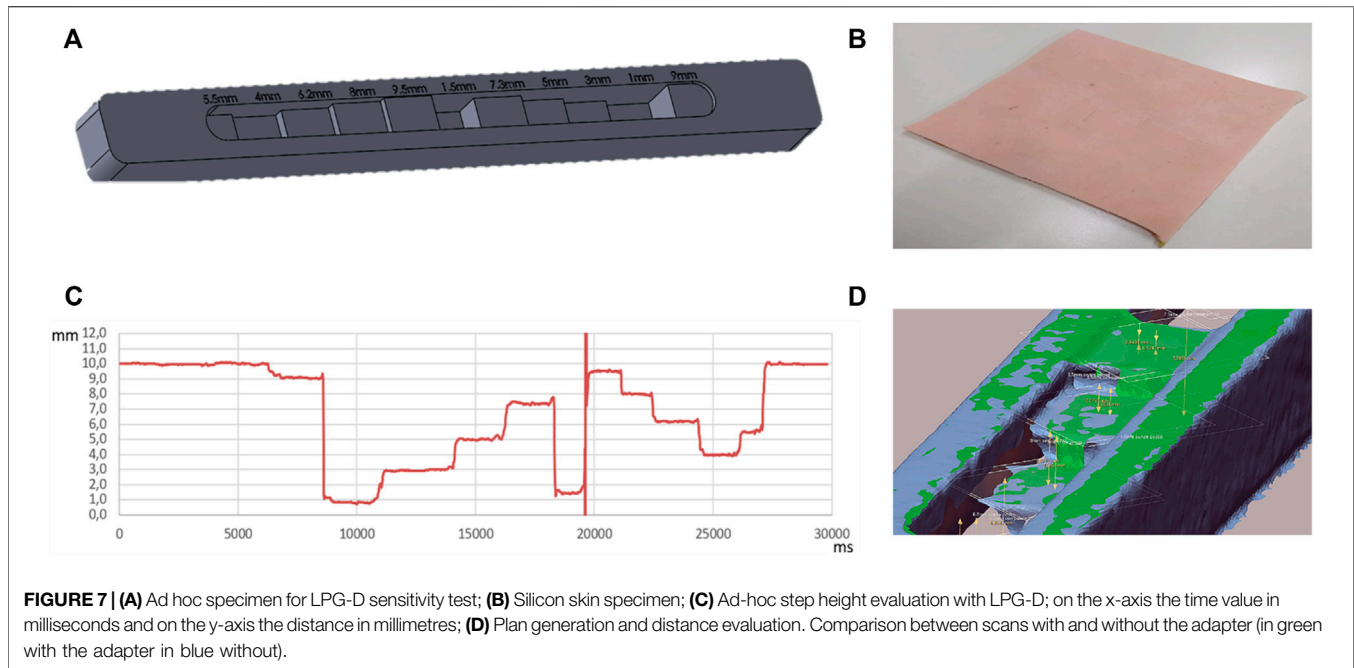 A
B
5.5mm 4mm 6.2mm 8mm 9.5mm 1.5mm 7.3mm 5mm 3mm 1mm 9mm
C
D
mm
12,0
11,0
10,0
9,0
8,0
7,0
6,0
5,0
4,0
3,0
2,0
1,0
0,0
0 5000 10000 15000 20000 25000 30000
ms
FIGURE 7 | (A) Ad hoc specimen for LPG-D sensitivity test; (B) Silicon skin specimen; (C) Ad-hoc step height evaluation with LPG-D; on the x-axis the time value in
milliseconds and on the y-axis the distance in millimetres; (D) Plan generation and distance evaluation. Comparison between scans with and without the adapter (in green
with the adapter in blue without).